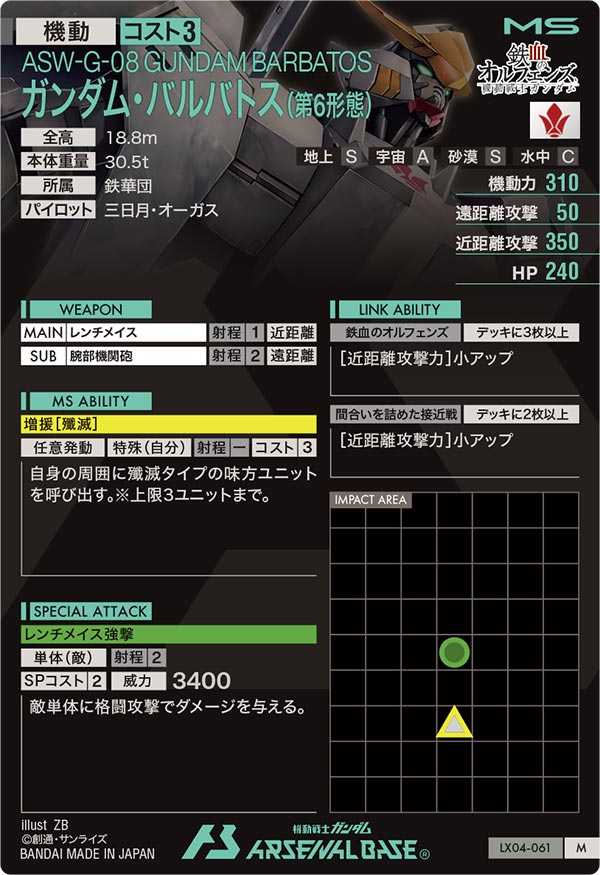 機動 コスト3
MS
ASW-G-08 GUNDAM BARBATOS
ガンダム・バルバトス(第6形態)
鉄血の
オルフェンズ
機動戦士ガンダム
全高 18.8m
本体重量 30.5t
所属 鉄華団
パイロット 三日月・オーガス
地上 S 宇宙 A 砂漠 S 水中 C
機動力 310
遠距離攻撃 50
近距離攻撃 350
HP 240
WEAPON
MAIN レンチメイス 射程 1 近距離
SUB 腕部機関砲 射程 2 遠距離
MS ABILITY
増援[殲滅]
任意発動 特殊(自分) 射程 ー コスト 3
自身の周囲に殲滅タイプの味方ユニット
を呼び出す。※上限3ユニットまで。
SPECIAL ATTACK
レンチメイス強撃
単体(敵) 射程 2
SPコスト 2 威力 3400
敵単体に格闘攻撃でダメージを与える。
LINK ABILITY
鉄血のオルフェンズ デッキに3枚以上
[近距離攻撃力]小アップ
間合いを詰めた接近戦 デッキに2枚以上
[近距離攻撃力]小アップ
IMPACT AREA
illust ZB
©創通・サンライズ
BANDAI MADE IN JAPAN
機動戦士ガンダム
AB ARSENAL BASE®
LX04-061 M